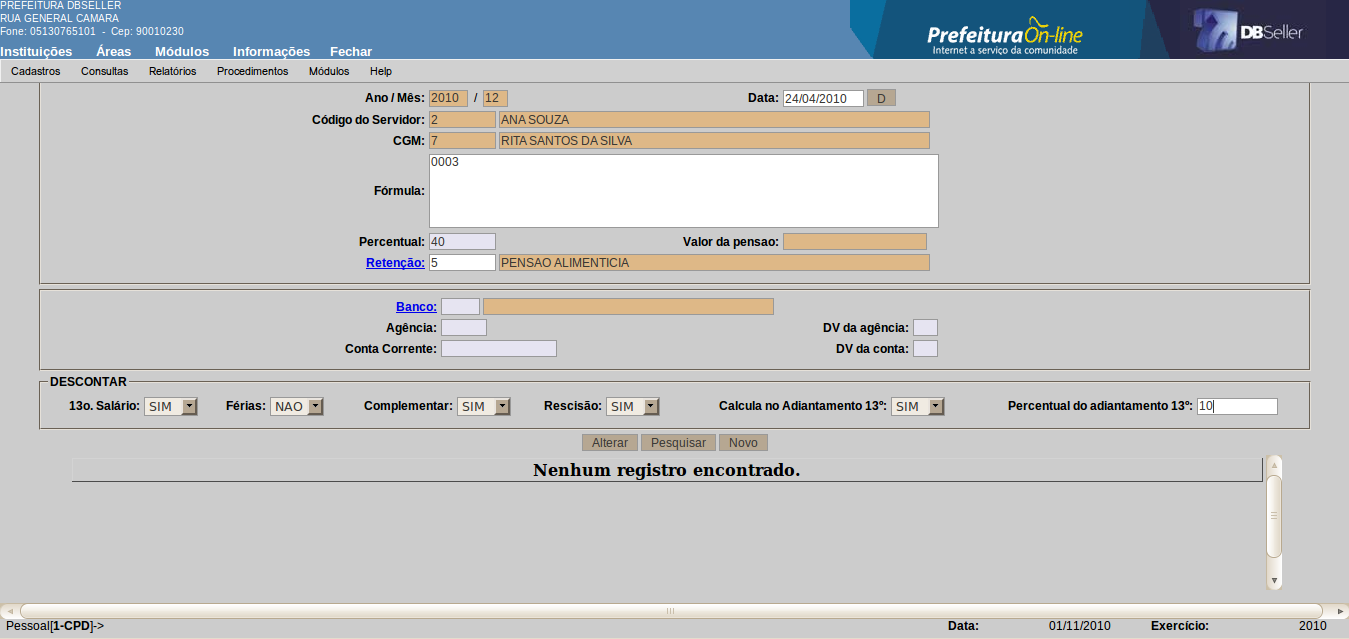 PREFEITURA DBSELLER
RUA GENERAL CAMARA
Fone: 05130765101 - Cep: 90010230
PrefeituraOn-line
Internet a serviço da comunidade
DBSeller
Instituições Áreas Módulos Informações Fechar
Cadastros Consultas Relatórios Procedimentos Módulos Help
Ano / Mês: 2010 / 12 Data: 24/04/2010 D
Código do Servidor: 2 ANA SOUZA
CGM: 7 RITA SANTOS DA SILVA
Fórmula: 0003
Percentual: 40 Valor da pensao:
Retenção: 5 PENSAO ALIMENTICIA
Banco:
Agência: DV da agência:
Conta Corrente: DV da conta:
DESCONTAR
13o. Salário: SIM Férias: NAO Complementar: SIM Rescisão: SIM Calcula no Adiantamento 13º: SIM Percentual do adiantamento 13º: 10
Alterar Pesquisar Novo
Nenhum registro encontrado.
Pessoal[1-CPD]-> Data: 01/11/2010 Exercício: 2010